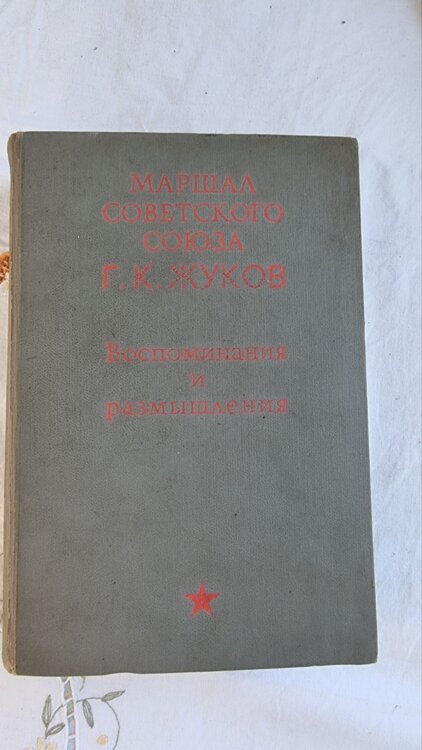 МАРШАЛ
СОВЕТСКОГО
СОЮЗА
Г.К.ЖУКОВ
Воспоминания
и
размышления